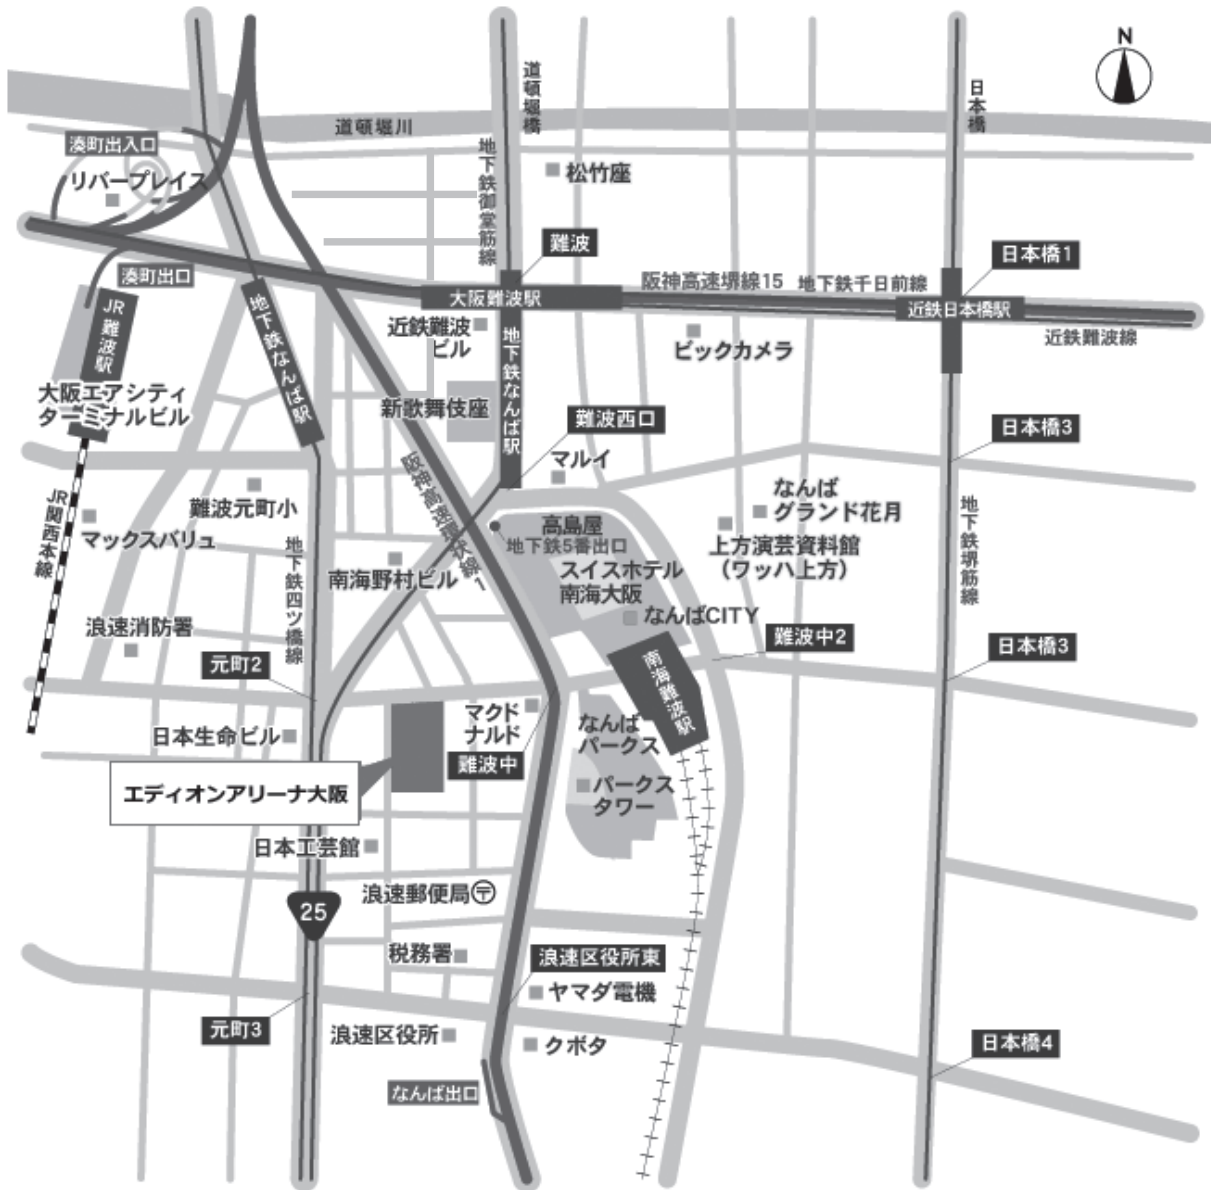 N
道頓堀橋
日本橋
道頓堀川
湊町出入口
リバープレイス
地下鉄御堂筋線
松竹座
難波
日本橋1
湊町出口
大阪難波駅
阪神高速堺線15
地下鉄千日前線
近鉄日本橋駅
近鉄難波線
JR難波駅
地下鉄なんば駅
近鉄難波
ビル
地下鉄なんば駅
ビックカメラ
大阪エアシティ
ターミナルビル
新歌舞伎座
難波西口
日本橋3
阪神高速環状線1
マルイ
JR関西本線
難波元町小
なんば
グランド花月
マックスバリュ
高島屋
地下鉄5番出口
上方演芸資料館
(ワッハ上方)
地下鉄堺筋線
地下鉄四ツ橋線
南海野村ビル
スイスホテル
南海大阪
なんばCITY
浪速消防署
元町2
南海難波駅
難波中2
日本橋3
マクド
ナルド
なんば
パークス
日本生命ビル
難波中
エディオンアリーナ大阪
パークス
タワー
日本工芸館
浪速郵便局〒
25
税務署
浪速区役所東
ヤマダ電機
元町3
浪速区役所
クボタ
日本橋4
なんば出口